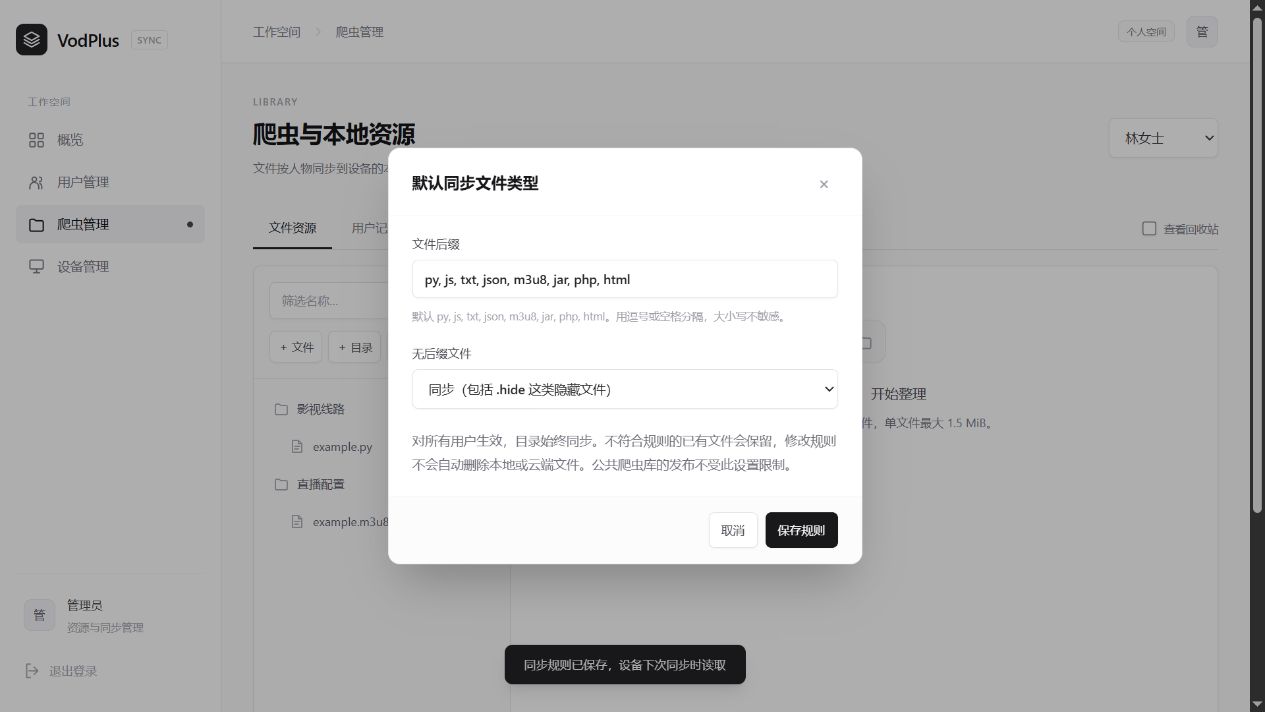 VodPlus SYNC
工作空间
概览
用户管理
爬虫管理
设备管理
管 管理员
资源与同步管理
退出登录
工作空间 > 爬虫管理
个人空间 管
LIBRARY
爬虫与本地资源
文件按人物同步到设备的
林女士
文件资源 用户记
查看回收站
筛选名称...
+ 文件 + 目录
影视线路
example.py
直播配置
example.m3u8
开始整理
件，单文件最大 1.5 MiB。
默认同步文件类型 ×
文件后缀
py, js, txt, json, m3u8, jar, php, html
默认 py, js, txt, json, m3u8, jar, php, html。用逗号或空格分隔，大小写不敏感。
无后缀文件
同步（包括 .hide 这类隐藏文件）
对所有用户生效，目录始终同步。不符合规则的已有文件会保留，修改规则
不会自动删除本地或云端文件。公共爬虫库的发布不受此设置限制。
取消 保存规则
同步规则已保存，设备下次同步时读取